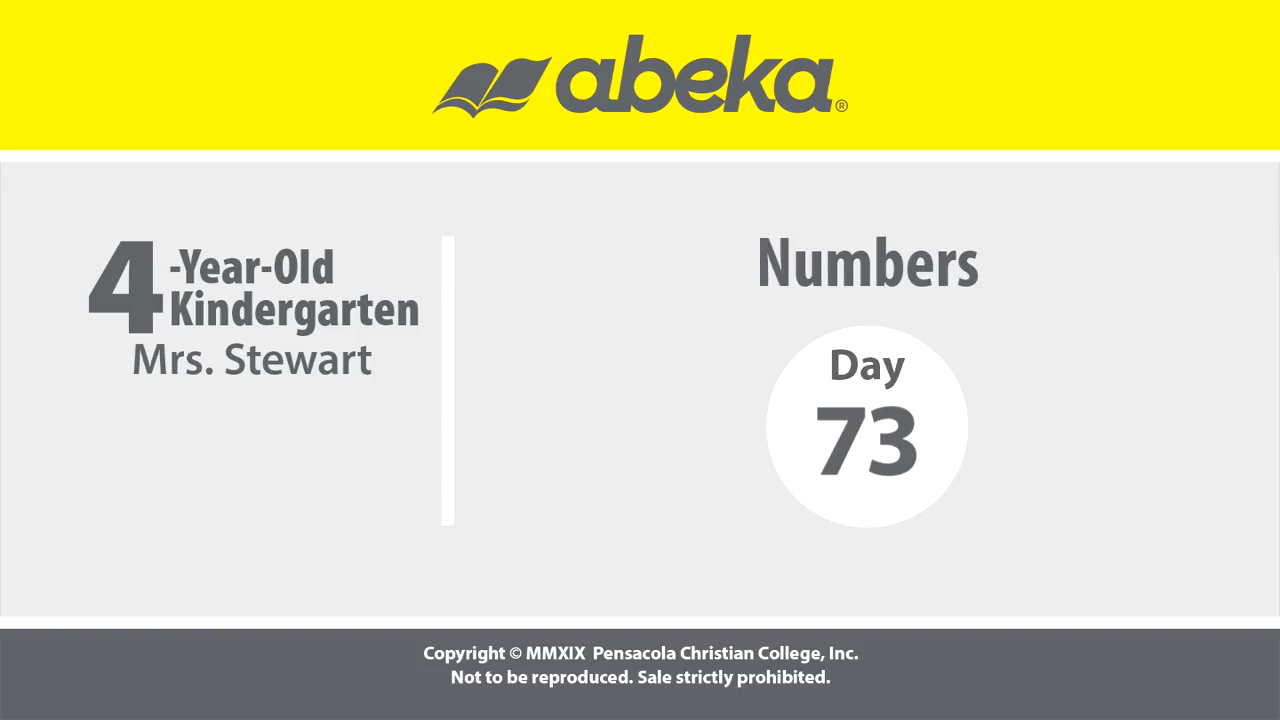 abeka®
4-Year-Old
Kindergarten
Mrs. Stewart
Numbers
Day
73
Copyright © MMXIX Pensacola Christian College, Inc.
Not to be reproduced. Sale strictly prohibited.